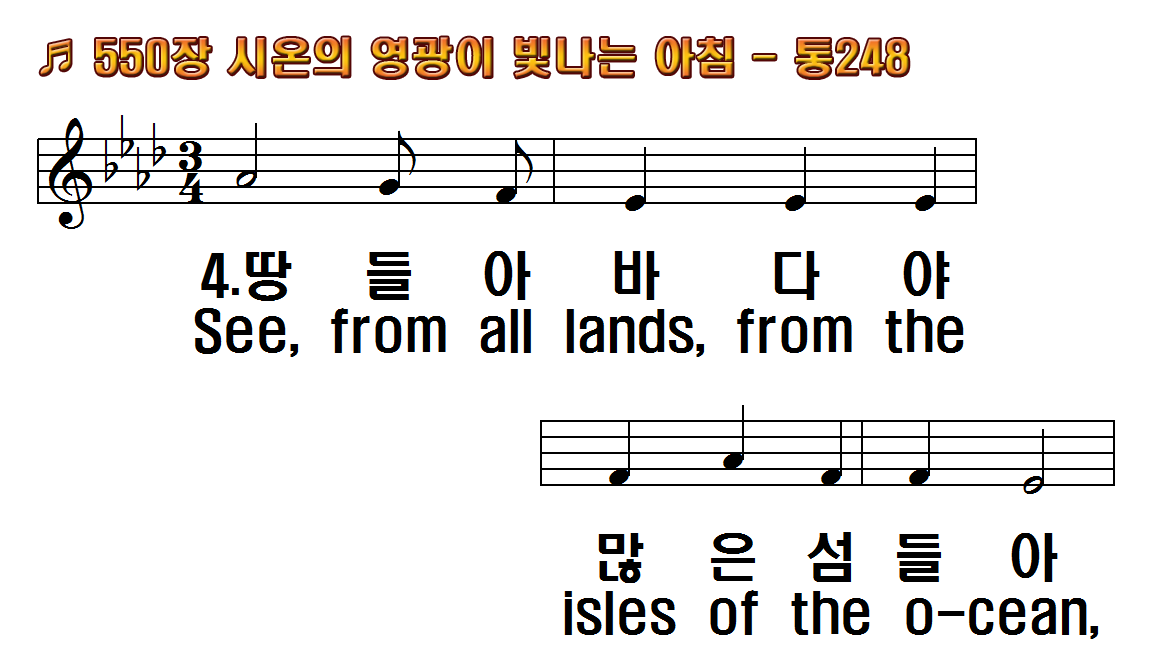 ♬ 550장 시온의 영광이 빛나는 아침 - 통248
3
4
4.땅 들 아 바 다 야
See, from all lands, from the
많 은 섬 들 아
isles of the o-cean,